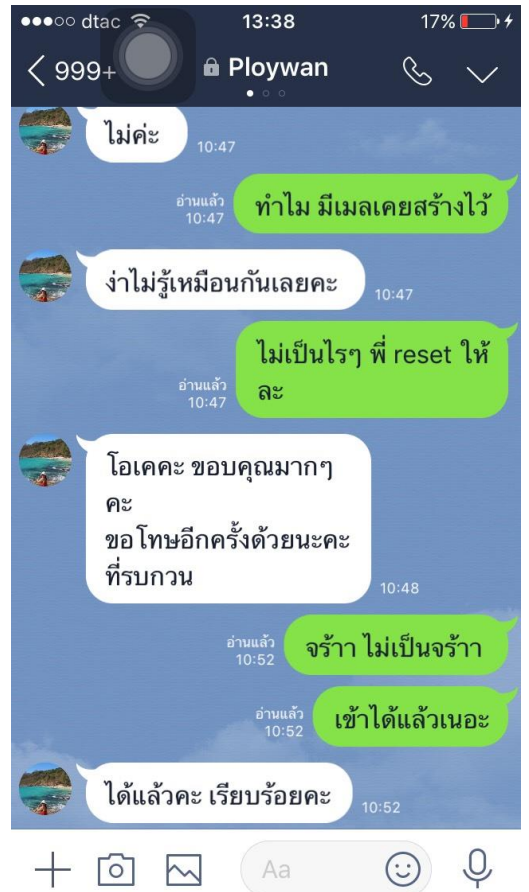 dtac 13:38 17%
999+ Ploywan
ไม่ค่ะ
10:47
ทำไม มีเมลเคยสร้างไว้
อ่านแล้ว
10:47
ง่าไม่รู้เหมือนกันเลยคะ
10:47
ไม่เป็นไรๆ พี่ reset ให้
ละ
อ่านแล้ว
10:47
โอเคคะ ขอบคุณมากๆ
คะ
ขอโทษอีกครั้งด้วยนะคะ
ที่รบกวน
10:48
จร้าา ไม่เป็นจร้าา
อ่านแล้ว
10:52
เข้าได้แล้วเนอะ
อ่านแล้ว
10:52
ได้แล้วคะ เรียบร้อยคะ
10:52
Aa